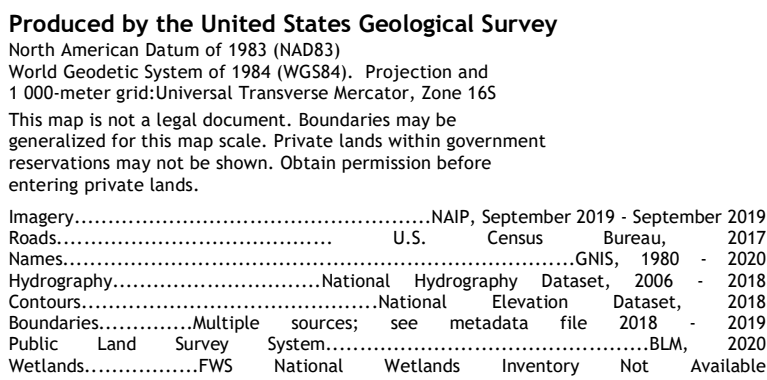 Produced by the United States Geological Survey
North American Datum of 1983 (NAD83)
World Geodetic System of 1984 (WGS84). Projection and
1 000-meter grid:Universal Transverse Mercator, Zone 16S
This map is not a legal document. Boundaries may be
generalized for this map scale. Private lands within government
reservations may not be shown. Obtain permission before
entering private lands.
Imagery............................................NAIP, September 2019 - September 2019
Roads.................................. U.S. Census Bureau, 2017
Names...............................................................GNIS, 1980 - 2020
Hydrography..........................National Hydrography Dataset, 2006 - 2018
Contours.....................................National Elevation Dataset, 2018
Boundaries..............Multiple sources; see metadata file 2018 - 2019
Public Land Survey System........................................BLM, 2020
Wetlands.................FWS National Wetlands Inventory Not Available